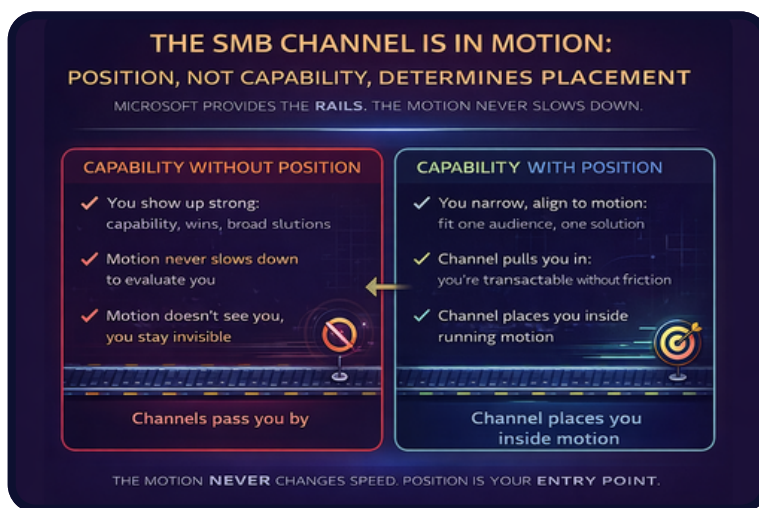 THE SMB CHANNEL IS IN MOTION:
POSITION, NOT CAPABILITY, DETERMINES PLACEMENT
MICROSOFT PROVIDES THE RAILS. THE MOTION NEVER SLOWS DOWN.
CAPABILITY WITHOUT POSITION
You show up strong:
capability, wins, broad slutions
Motion never slows down
to evaluate you
Motion doesn't see you,
you stay invisible
Channels pass you by
CAPABILITY WITH POSITION
You narrow, align to motion:
fit one audience, one solution
Channel pulls you in:
you're transactable without friction
Channel places you inside
running motion
Channel places you
inside motion
THE MOTION NEVER CHANGES SPEED. POSITION IS YOUR ENTRY POINT.